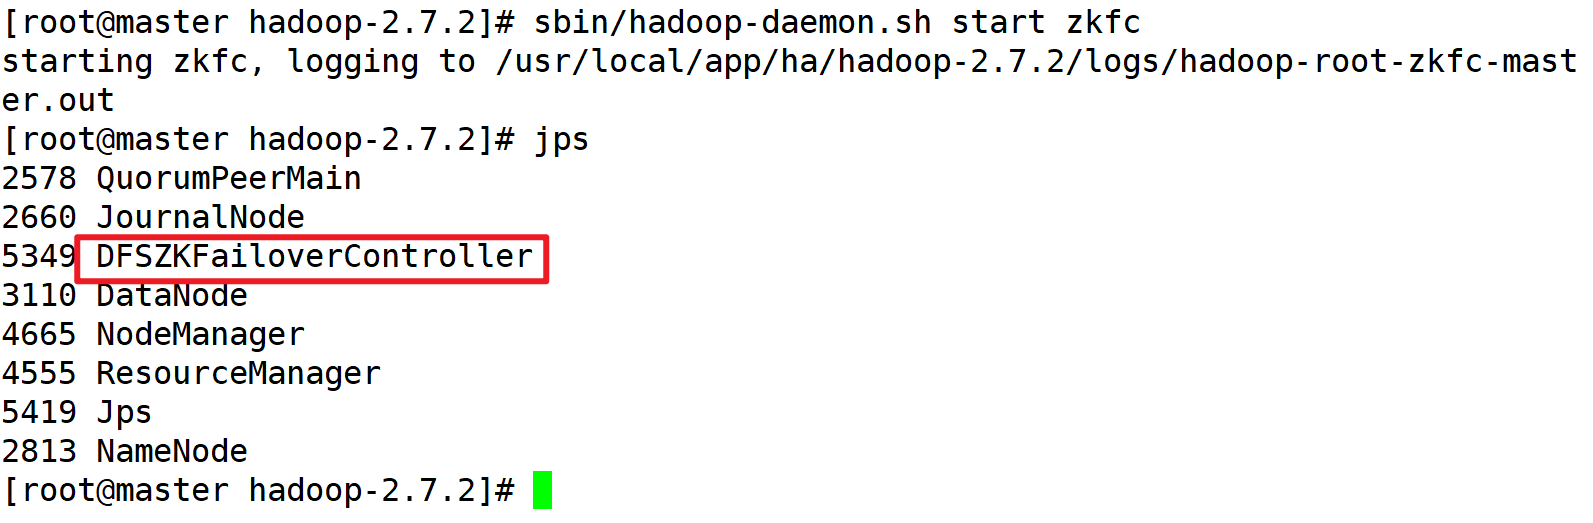 [root@master hadoop-2.7.2]# sbin/hadoop-daemon.sh start zkfc
starting zkfc, logging to /usr/local/app/ha/hadoop-2.7.2/logs/hadoop-root-zkfc-mast
er.out
[root@master hadoop-2.7.2]# jps
2578 QuorumPeerMain
2660 JournalNode
5349 DFSZKFailoverController
3110 DataNode
4665 NodeManager
4555 ResourceManager
5419 Jps
2813 NameNode
[root@master hadoop-2.7.2]#